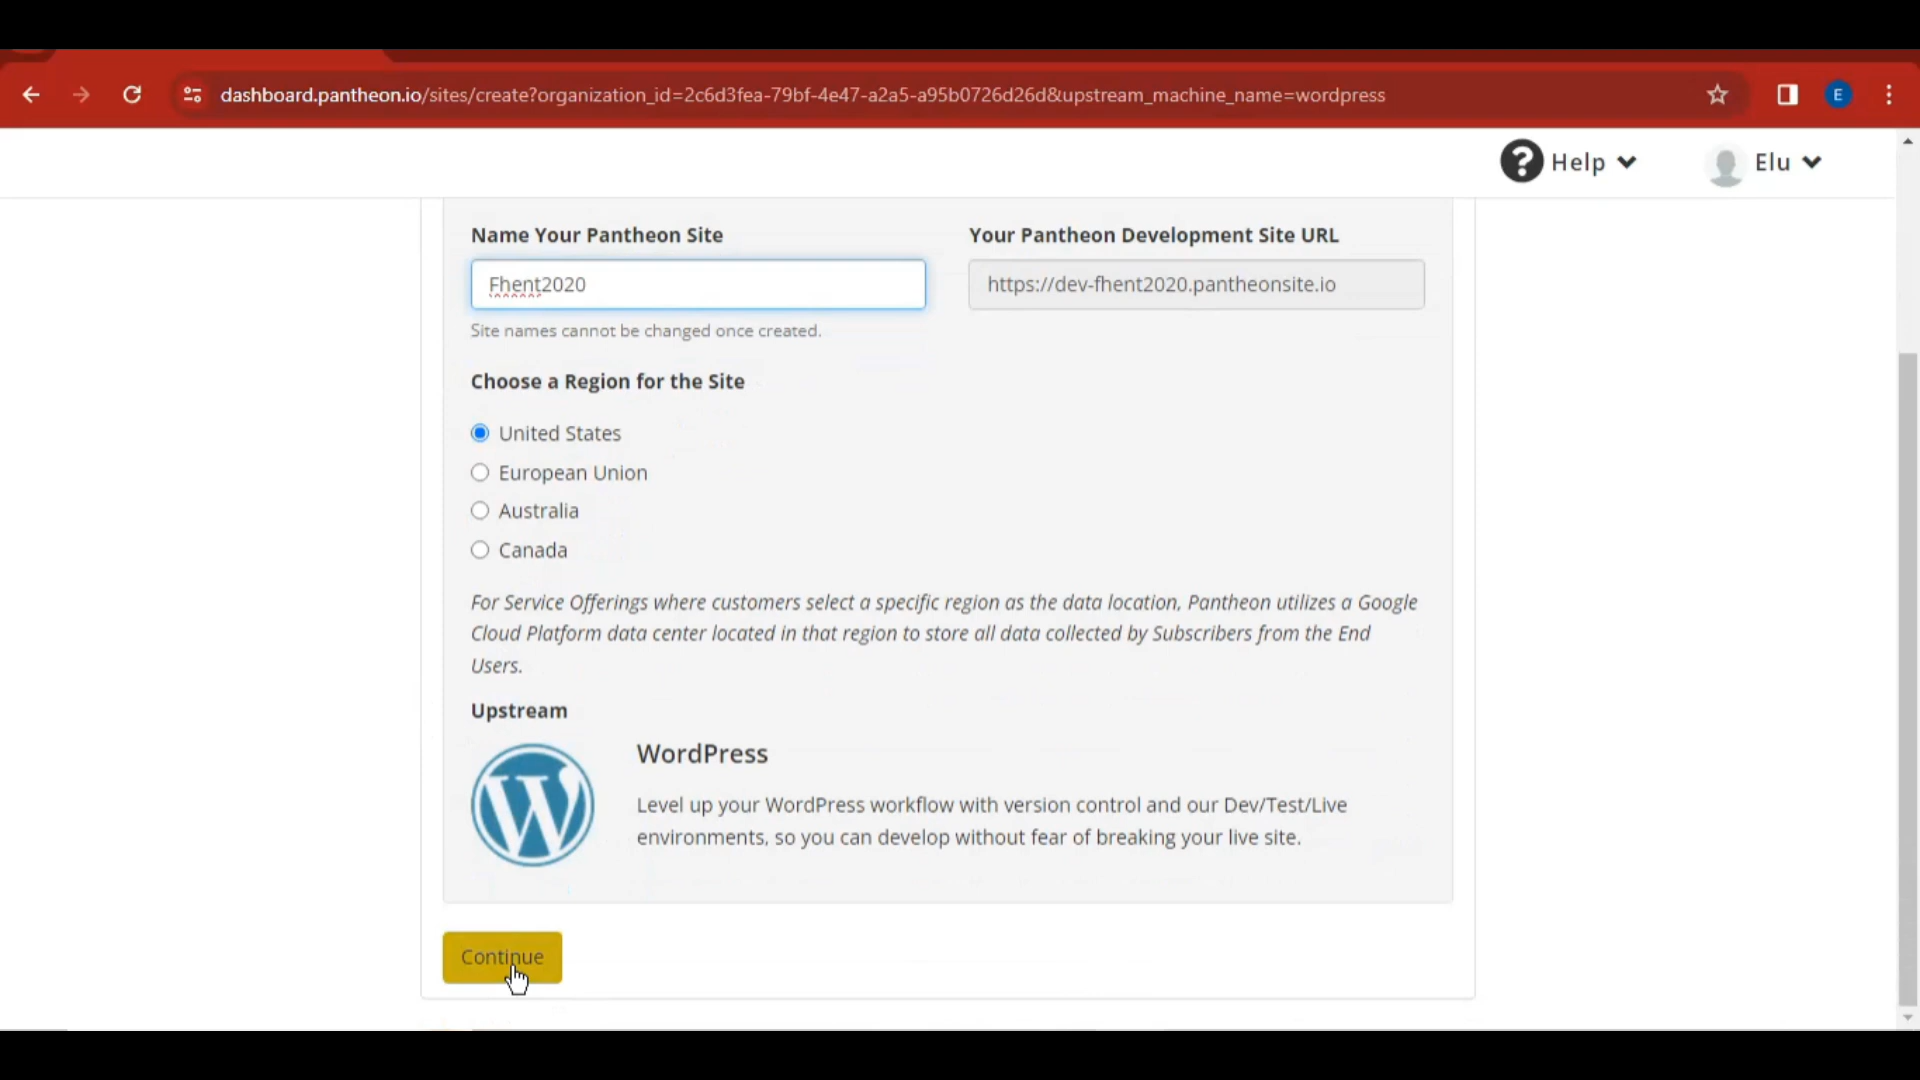 dashboard.pantheon.io/sites/create?organization_id=2c6d3fea-79bf-4e47-a2a5-a95b0726d26d&upstream_machine_name=wordpress
E
? Help
Elu
Name Your Pantheon Site
Your Pantheon Development Site URL
Fhent2020
https://dev-fhent2020.pantheonsite.io
Site names cannot be changed once created.
Choose a Region for the Site
United States
European Union
Australia
Canada
For Service Offerings where customers select a specific region as the data location, Pantheon utilizes a Google
Cloud Platform data center located in that region to store all data collected by Subscribers from the End
Users.
Upstream
W
WordPress
Level up your WordPress workflow with version control and our Dev/Test/Live
environments, so you can develop without fear of breaking your live site.
Continue